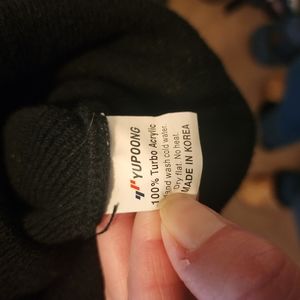 YUPOONG
100% Turbo Acrylic
Hand wash cold water.
Dry flat. No heat.
MADE IN KOREA